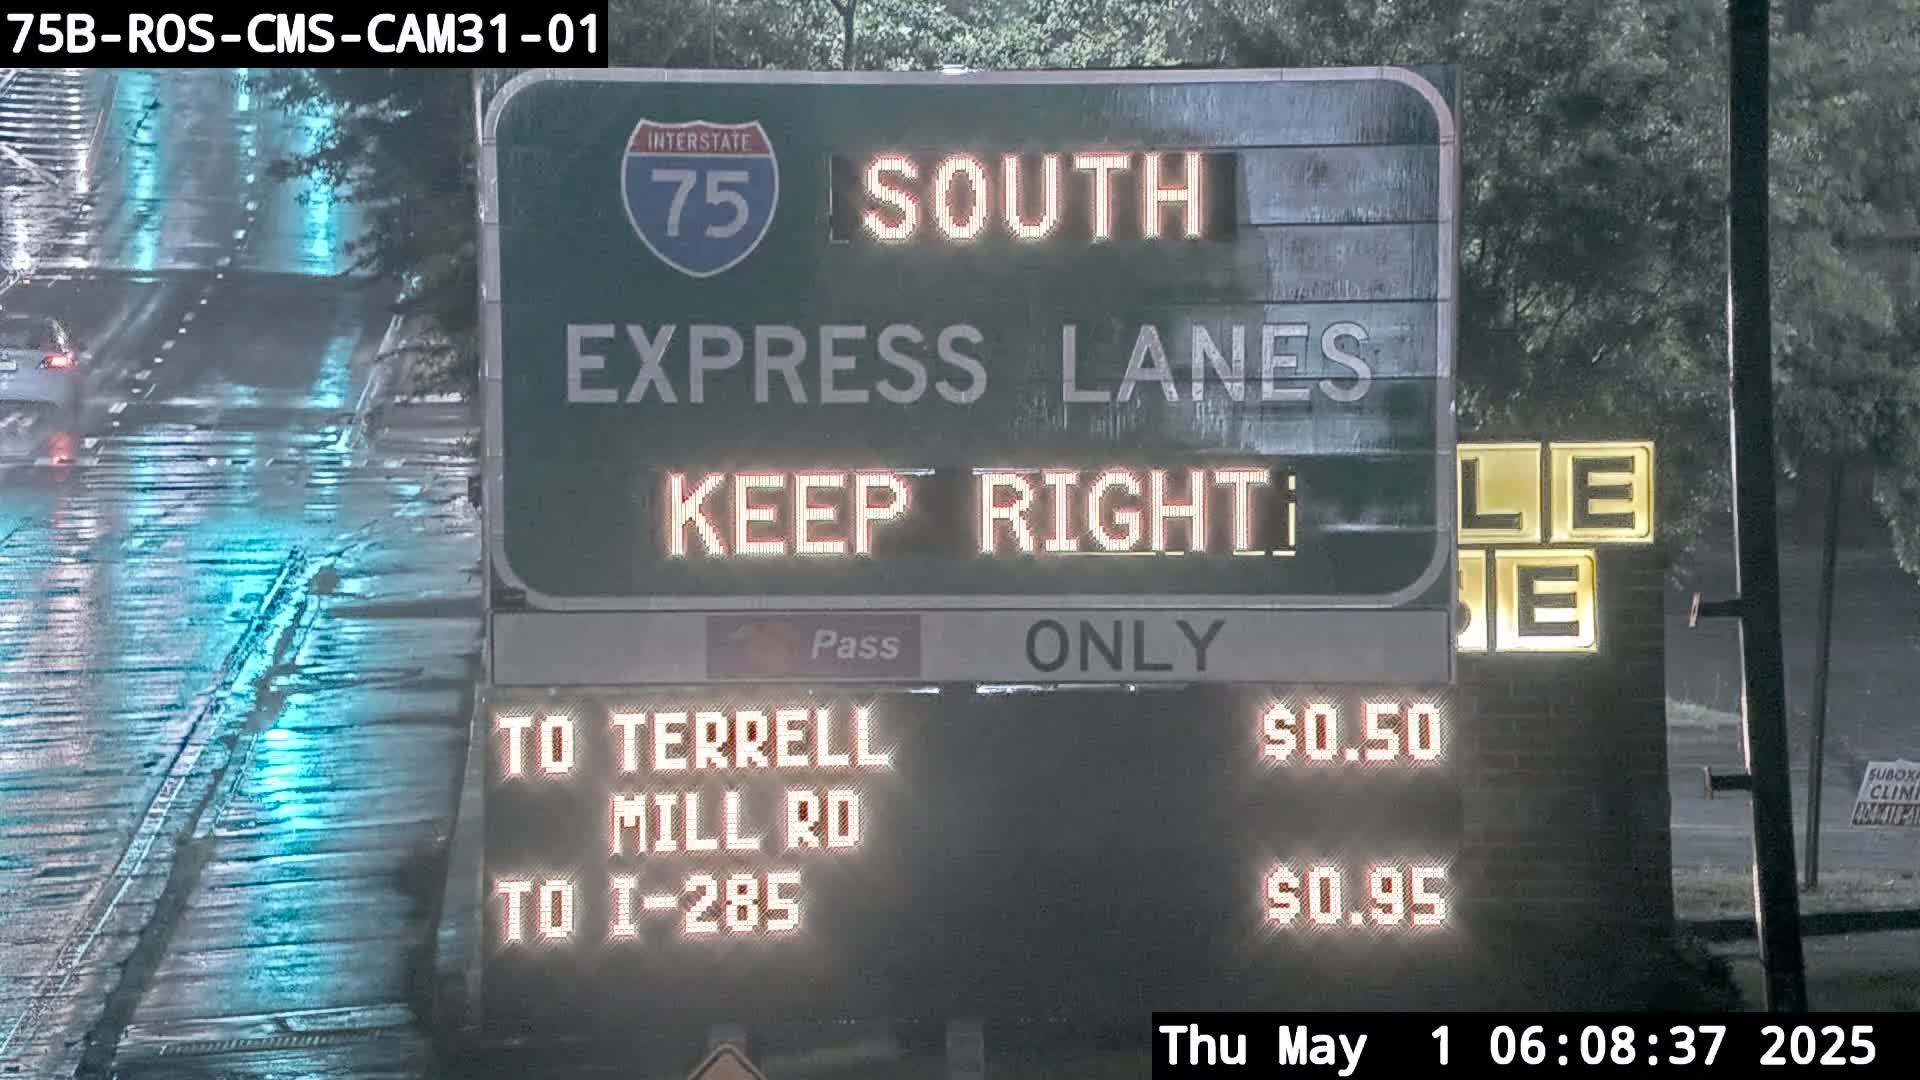 75B-ROS-CMS-CAM31-01
INTERSTATE
75
SOUTH
EXPRESS LANES
KEEP RIGHT
Pass ONLY
LE
E
TO TERRELL $0.50
MILL RD
TO I-285 $0.95
Thu May 1 06:08:37 2025